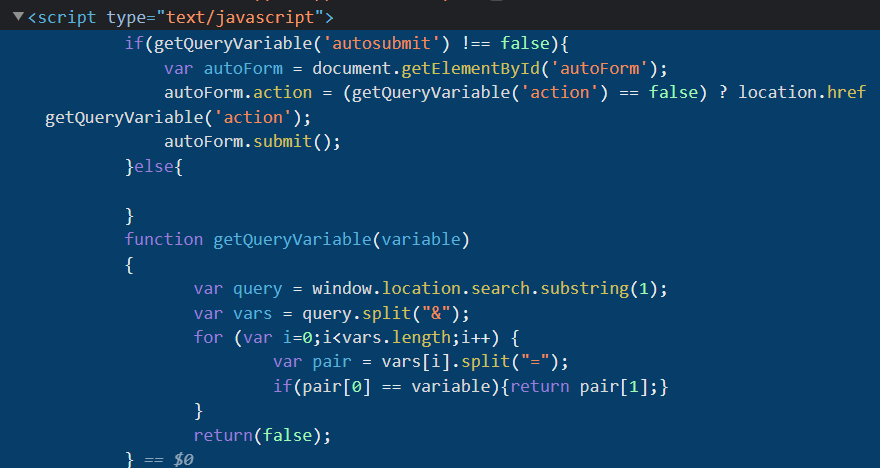 ▼<script type="text/javascript">
if(getQueryVariable('autosubmit') !== false){
var autoForm = document.getElementById('autoForm');
autoForm.action = (getQueryVariable('action') == false) ? location.href
getQueryVariable('action');
autoForm.submit();
}else{
}
function getQueryVariable(variable)
{
var query = window.location.search.substring(1);
var vars = query.split("&");
for (var i=0;i<vars.length;i++) {
var pair = vars[i].split("=");
if(pair[0] == variable){return pair[1];}
}
return(false);
} == $0